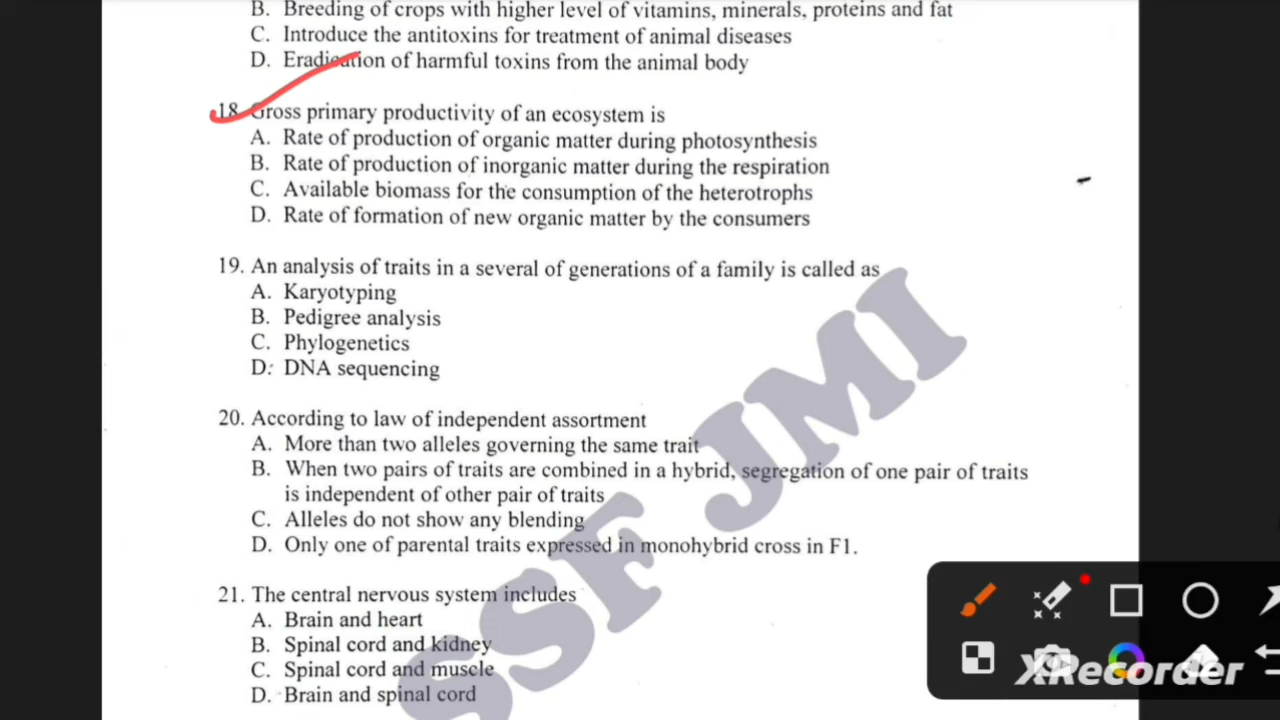 B. Breeding of crops with higher level of vitamins, minerals, proteins and fat
C. Introduce the antitoxins for treatment of animal diseases
D. Eradication of harmful toxins from the animal body
18. Gross primary productivity of an ecosystem is
A. Rate of production of organic matter during photosynthesis
B. Rate of production of inorganic matter during the respiration
C. Available biomass for the consumption of the heterotrophs
D. Rate of formation of new organic matter by the consumers
19. An analysis of traits in a several of generations of a family is called as
A. Karyotyping
B. Pedigree analysis
C. Phylogenetics
D. DNA sequencing
20. According to law of independent assortment
A. More than two alleles governing the same trait
B. When two pairs of traits are combined in a hybrid, segregation of one pair of traits
is independent of other pair of traits
C. Alleles do not show any blending
D. Only one of parental traits expressed in monohybrid cross in F1.
21. The central nervous system includes
A. Brain and heart
B. Spinal cord and kidney
C. Spinal cord and muscle
D. Brain and spinal cord
SSF JMI
XRecorder